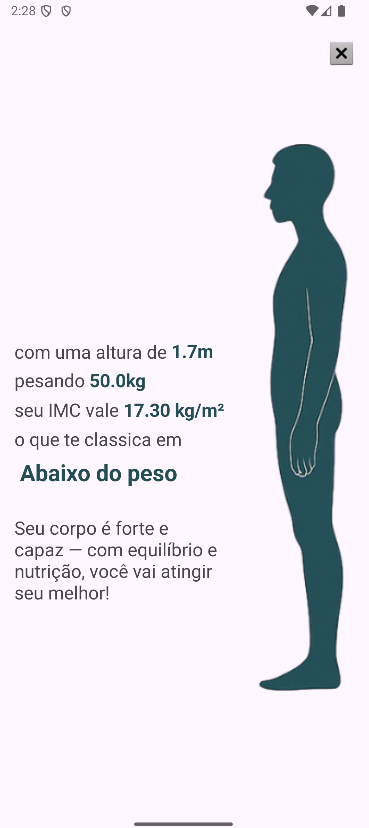 2:28
com uma altura de 1.7m
pesando 50.0kg
seu IMC vale 17.30 kg/m²
o que te classica em
Abaixo do peso
Seu corpo é forte e
capaz — com equilíbrio e
nutrição, você vai atingir
seu melhor!